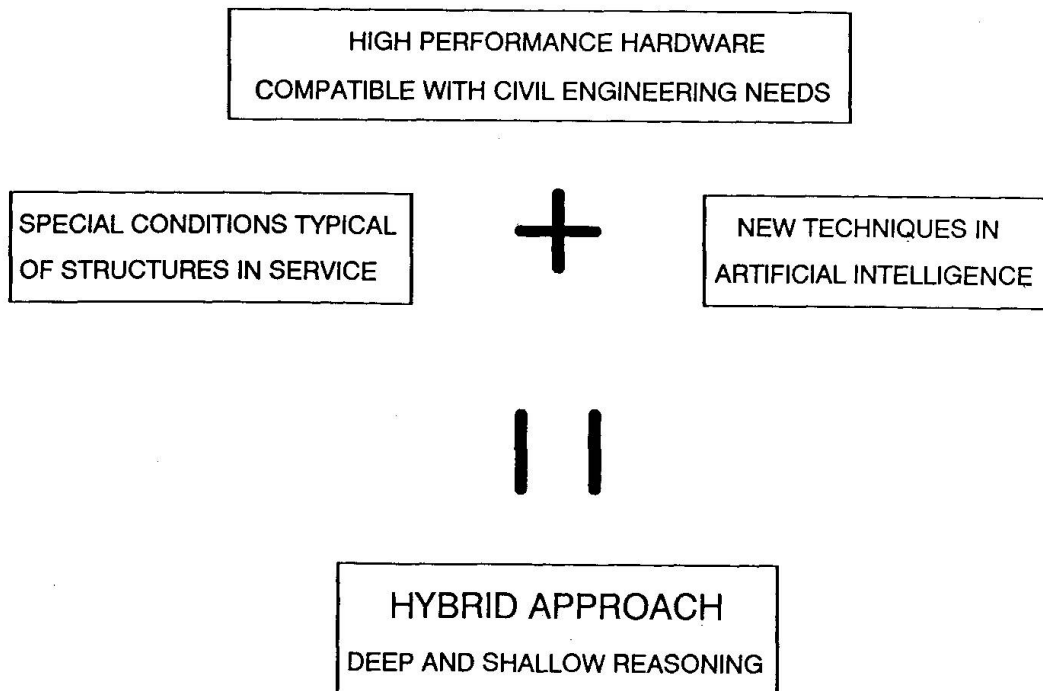 HIGH PERFORMANCE HARDWARE
COMPATIBLE WITH CIVIL ENGINEERING NEEDS
SPECIAL CONDITIONS TYPICAL
OF STRUCTURES IN SERVICE
NEW TECHNIQUES IN
ARTIFICIAL INTELLIGENCE
HYBRID APPROACH
DEEP AND SHALLOW REASONING